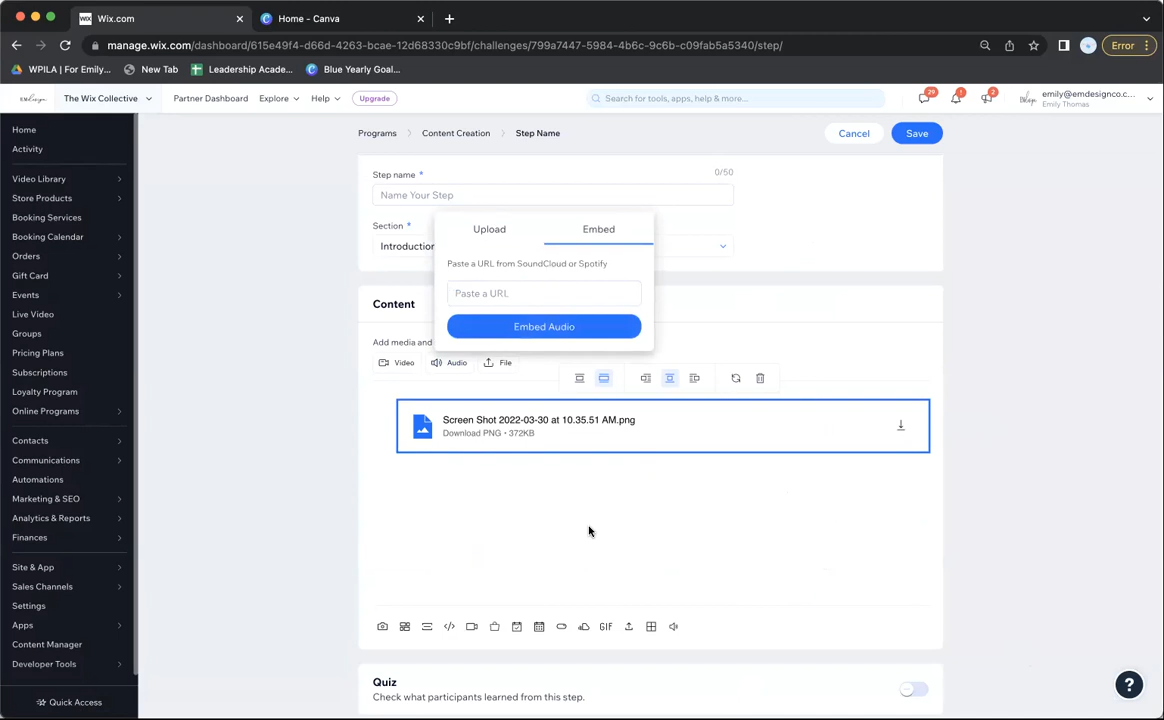 Wix.com
Home - Canva
manage.wix.com/dashboard/615e49f4-d66d-4263-bcae-12d68330c9bf/challenges/799a7447-5984-4b6c-9c6b-c09fab5a5340/step/
Error
WPILA | For Emily...
New Tab
Leadership Acade...
Blue Yearly Goal...
The Wix Collective
Partner Dashboard
Explore
Help
Upgrade
Search for tools, apps, help & more...
29
1
2
emily@emdesignco.c...
Emily Thomas
Home
Activity
Video Library
Store Products
Booking Services
Booking Calendar
Orders
Gift Card
Events
Live Video
Groups
Pricing Plans
Subscriptions
Loyalty Program
Online Programs
Contacts
Communications
Automations
Marketing & SEO
Analytics & Reports
Finances
Site & App
Sales Channels
Settings
Apps
Content Manager
Developer Tools
Quick Access
Programs
Content Creation
Step Name
Cancel
Save
Step name *
0/50
Name Your Step
Section *
Introduction
Upload
Embed
Paste a URL from SoundCloud or Spotify
Paste a URL
Embed Audio
Content
Add media and
Video
Audio
File
Screen Shot 2022-03-30 at 10.35.51 AM.png
Download PNG • 372KB
GIF
Quiz
Check what participants learned from this step.
?